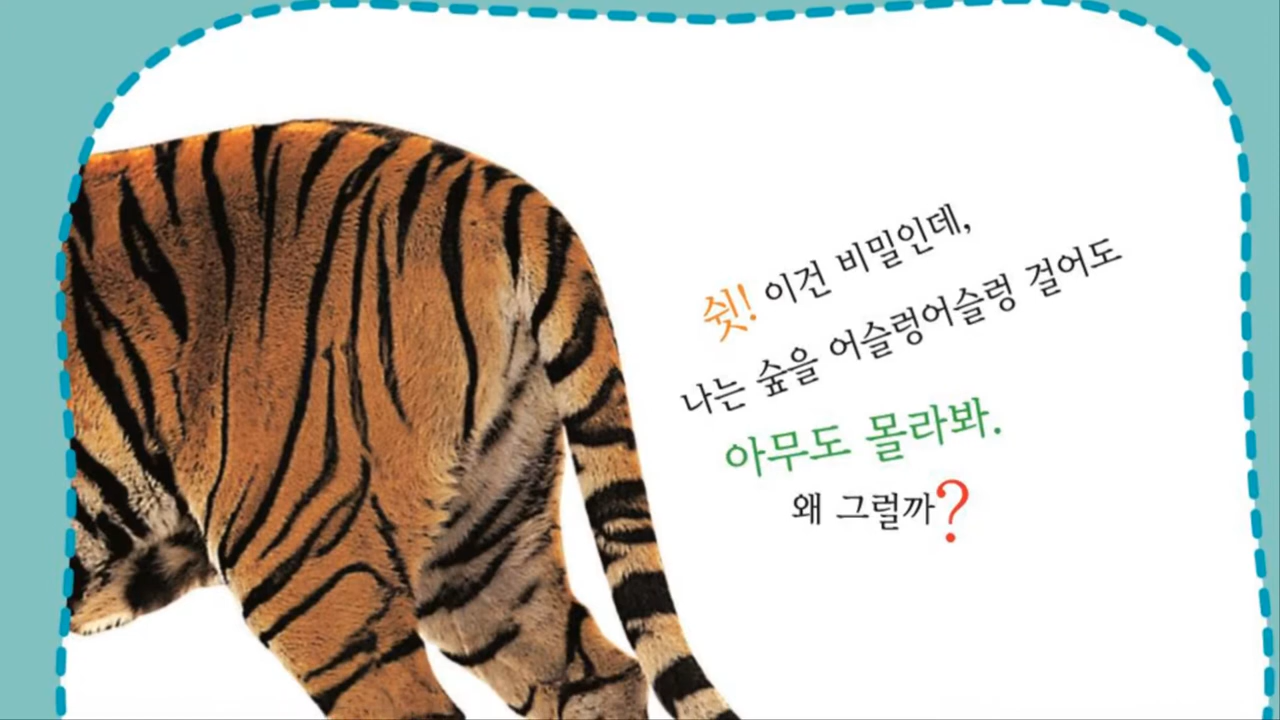 쉿! 이건 비밀인데,
나는 숲을 어슬렁어슬렁 걸어도
아무도 몰라봐.
왜 그럴까?